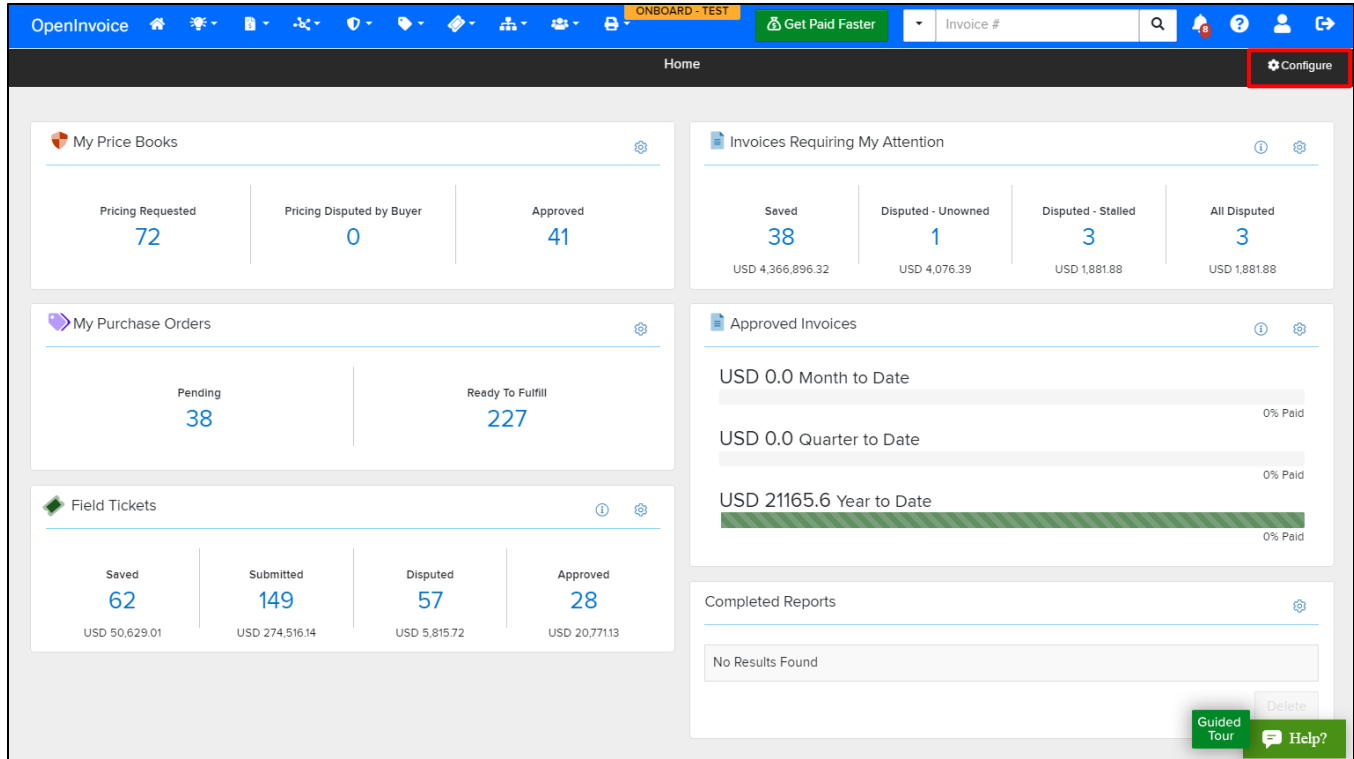 OpenInvoice
ONBOARD - TEST
Get Paid Faster
Invoice #
8
Home
Configure
My Price Books
Pricing Requested
72
Pricing Disputed by Buyer
0
Approved
41
Invoices Requiring My Attention
Saved
38
USD 4,366,896.32
Disputed - Unowned
1
USD 4,076.39
Disputed - Stalled
3
USD 1,881.88
All Disputed
3
USD 1,881.88
My Purchase Orders
Pending
38
Ready To Fulfill
227
Approved Invoices
USD 0.0 Month to Date
0% Paid
USD 0.0 Quarter to Date
0% Paid
USD 21165.6 Year to Date
0% Paid
Field Tickets
Saved
62
USD 50,629.01
Submitted
149
USD 274,516.14
Disputed
57
USD 5,815.72
Approved
28
USD 20,771.13
Completed Reports
No Results Found
Delete
Guided
Tour
Help?